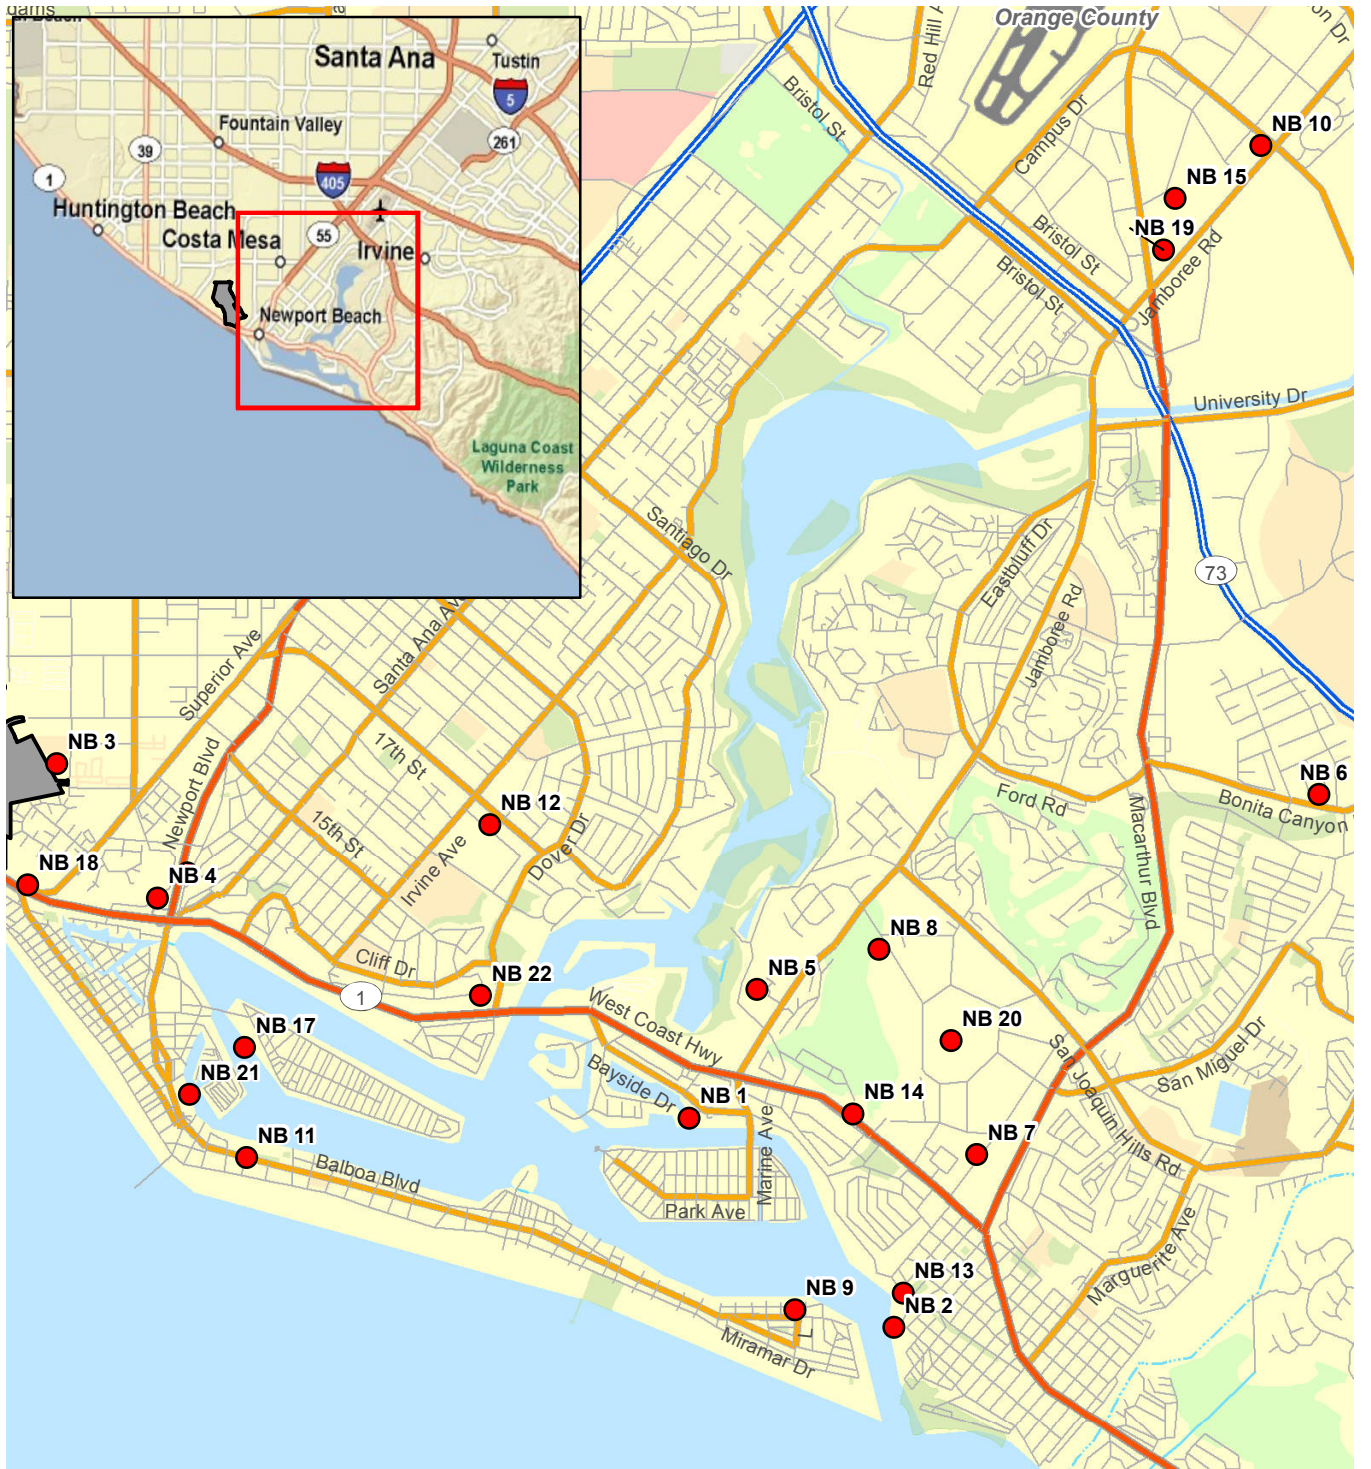 Orange County
Santa Ana
Tustin
5
Fountain Valley
261
39
405
1
Huntington Beach
Costa Mesa
55
Irvine
Newport Beach
Laguna Coast
Wilderness
Park
Bristol St
Campus Dr
NB 10
NB 15
NB 19
Bristol St
Bristol St
Jamboree Rd
University Dr
Santiago Dr
Eastbluff Dr
73
Jamboree Rd
Santa Ana Ave
Superior Ave
NB 3
17th St
Newport Blvd
NB 6
Ford Rd
Bonita Canyon
Macarthur Blvd
NB 12
15th St
Dover Dr
Irvine Ave
NB 18
NB 4
NB 8
Cliff Dr
NB 22
NB 5
1
West Coast Hwy
NB 17
NB 20
San Miguel Dr
San Joaquin Hills Rd
NB 21
Bayside Dr
NB 1
NB 14
NB 11
NB 7
Marine Ave
Balboa Blvd
Park Ave
Marguerite Ave
NB 13
NB 9
NB 2
L
Miramar Dr